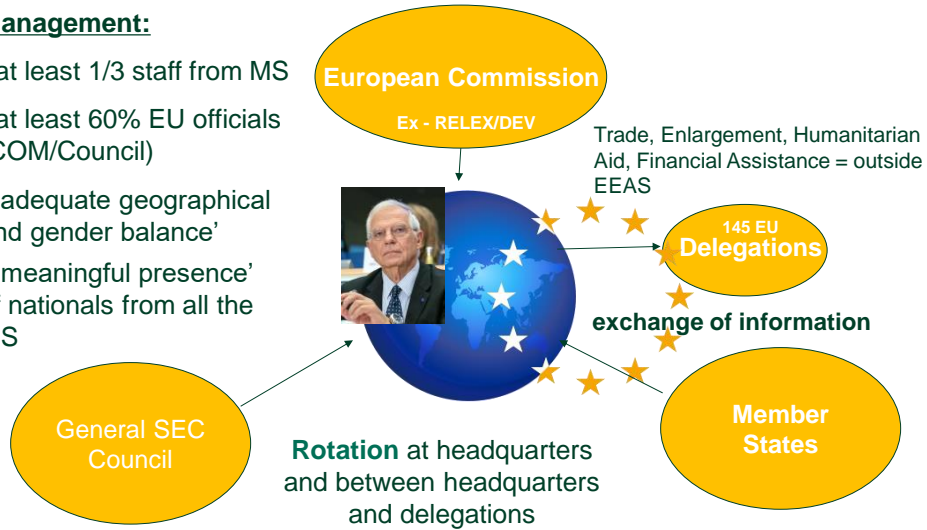 anagement:
at least 1/3 staff from MS
at least 60% EU officials
COM/Council)
adequate geographical
nd gender balance’
meaningful presence’
f nationals from all the
S
European Commission
Ex - RELEX/DEV
Trade, Enlargement, Humanitarian
Aid, Financial Assistance = outside
EEAS
145 EU
Delegations
exchange of information
General SEC
Council
Member
States
Rotation at headquarters
and between headquarters
and delegations